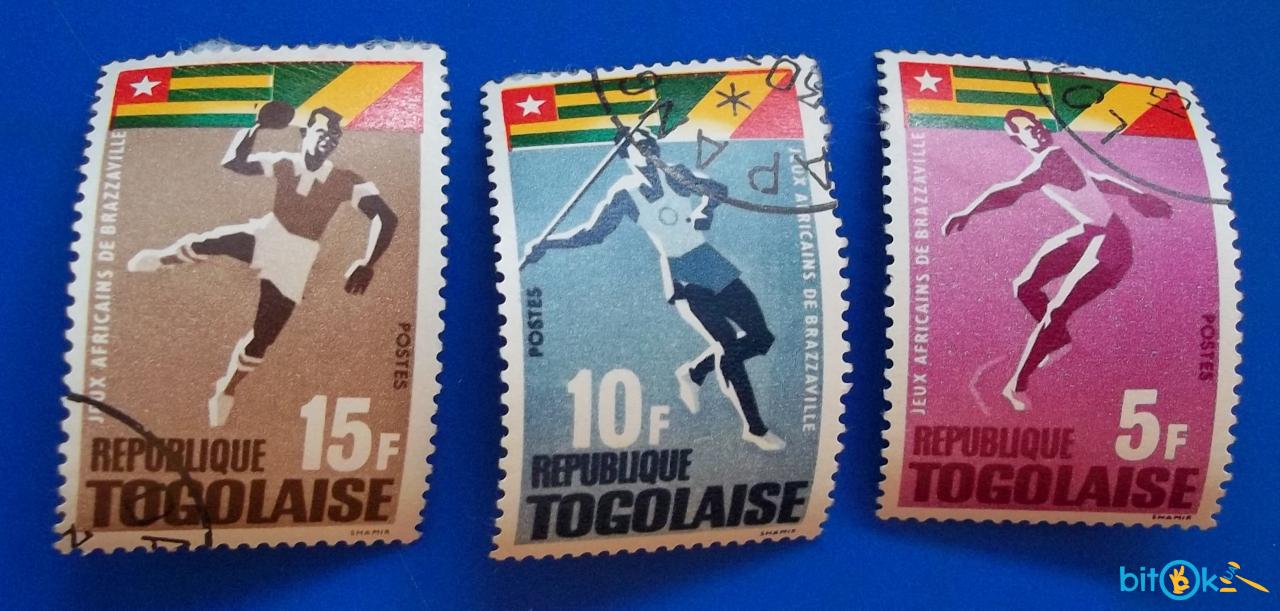 JEUX AFRICAINS DE BRAZZAVILLE
POSTES
15F
REPUBLIQUE
TOGOLAISE
SHAMIR
JEUX AFRICAINS DE BRAZZAVILLE
POSTES
10F
REPUBLIQUE
TOGOLAISE
SHAMIR
JEUX AFRICAINS DE BRAZZAVILLE
POSTES
5F
REPUBLIQUE
TOGOLAISE
SHAMIR
bitOk
UA